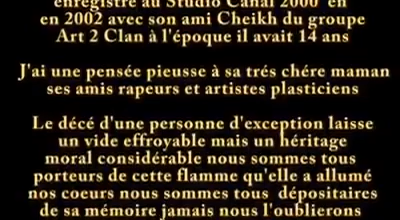 enregistré au Studio Canal 2000 en
en 2002 avec son ami Cheikh du groupe
Art 2 Clan à l'époque il avait 14 ans
J'ai une pensée pieusse à sa trés chére maman
ses amis rapeurs et artistes plasticiens
Le décé d'une personne d'exception laisse
un vide effroyable mais un héritage
moral considérable nous sommes tous
porteurs de cette flamme qu'elle a allumé
nos coeurs nous sommes tous dépositaires
de sa mémoire jamais nous l'oublierons